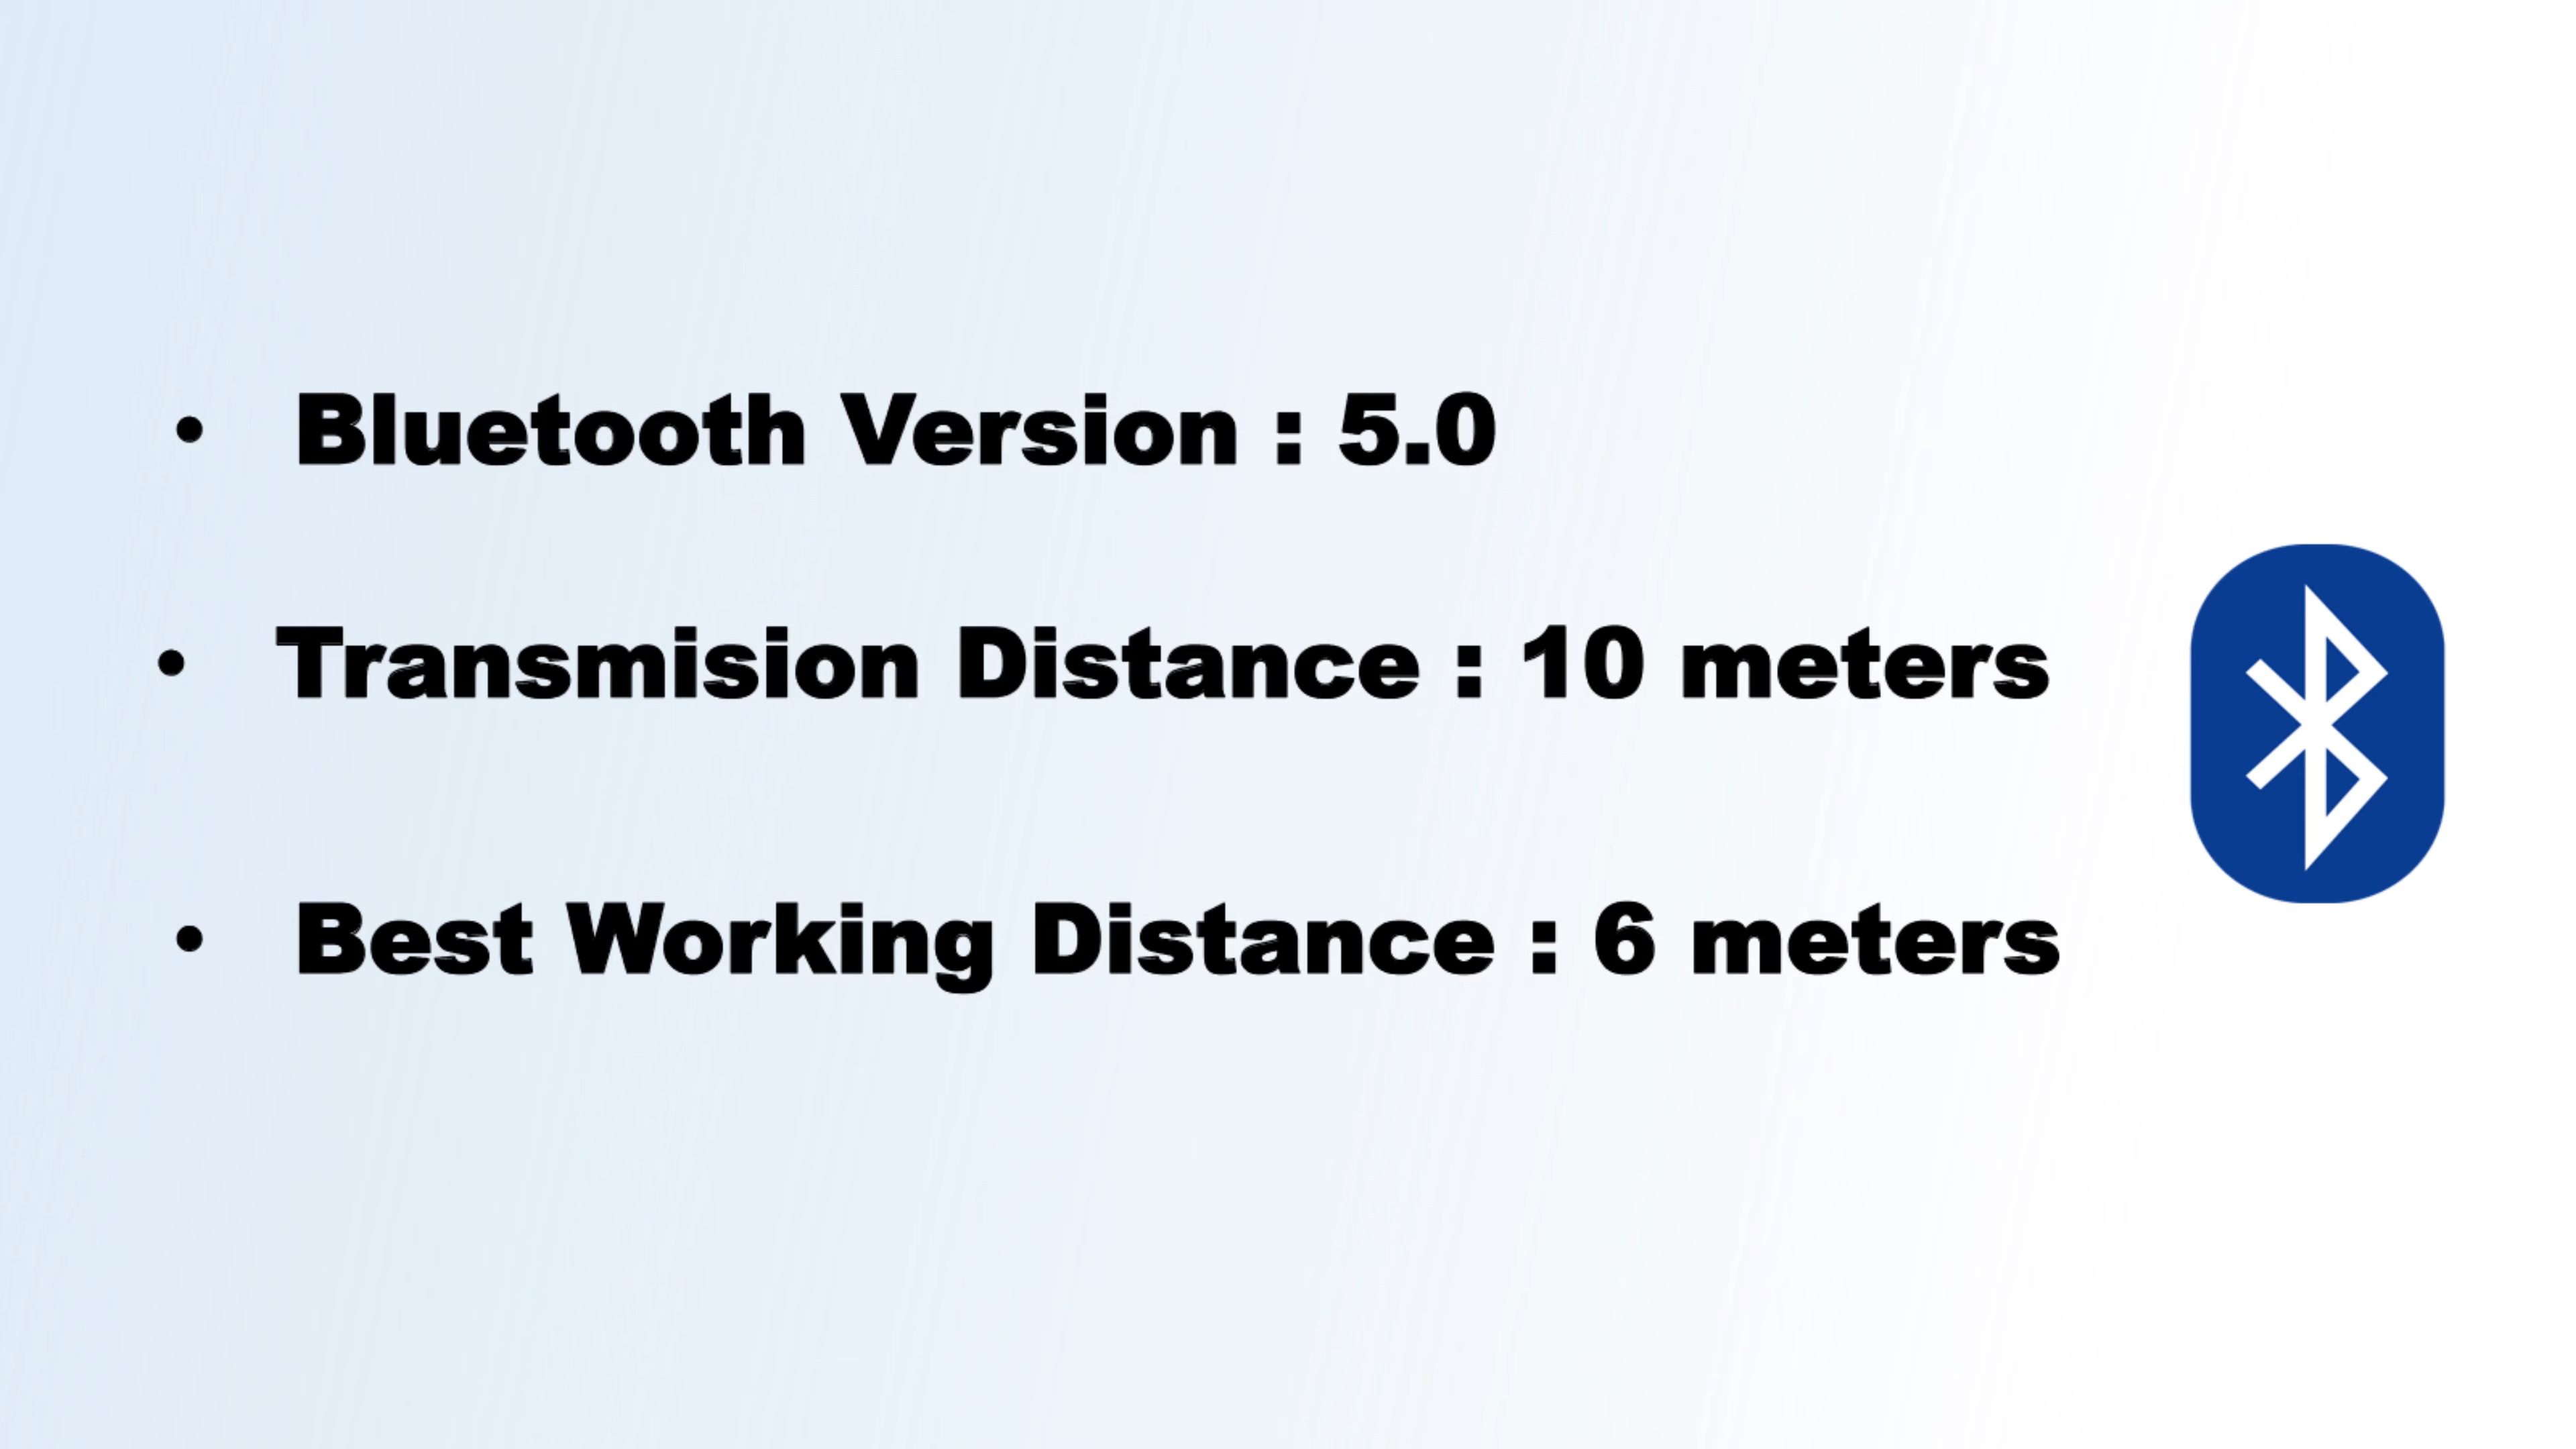 • Bluetooth Version : 5.0
• Transmision Distance : 10 meters
• Best Working Distance : 6 meters